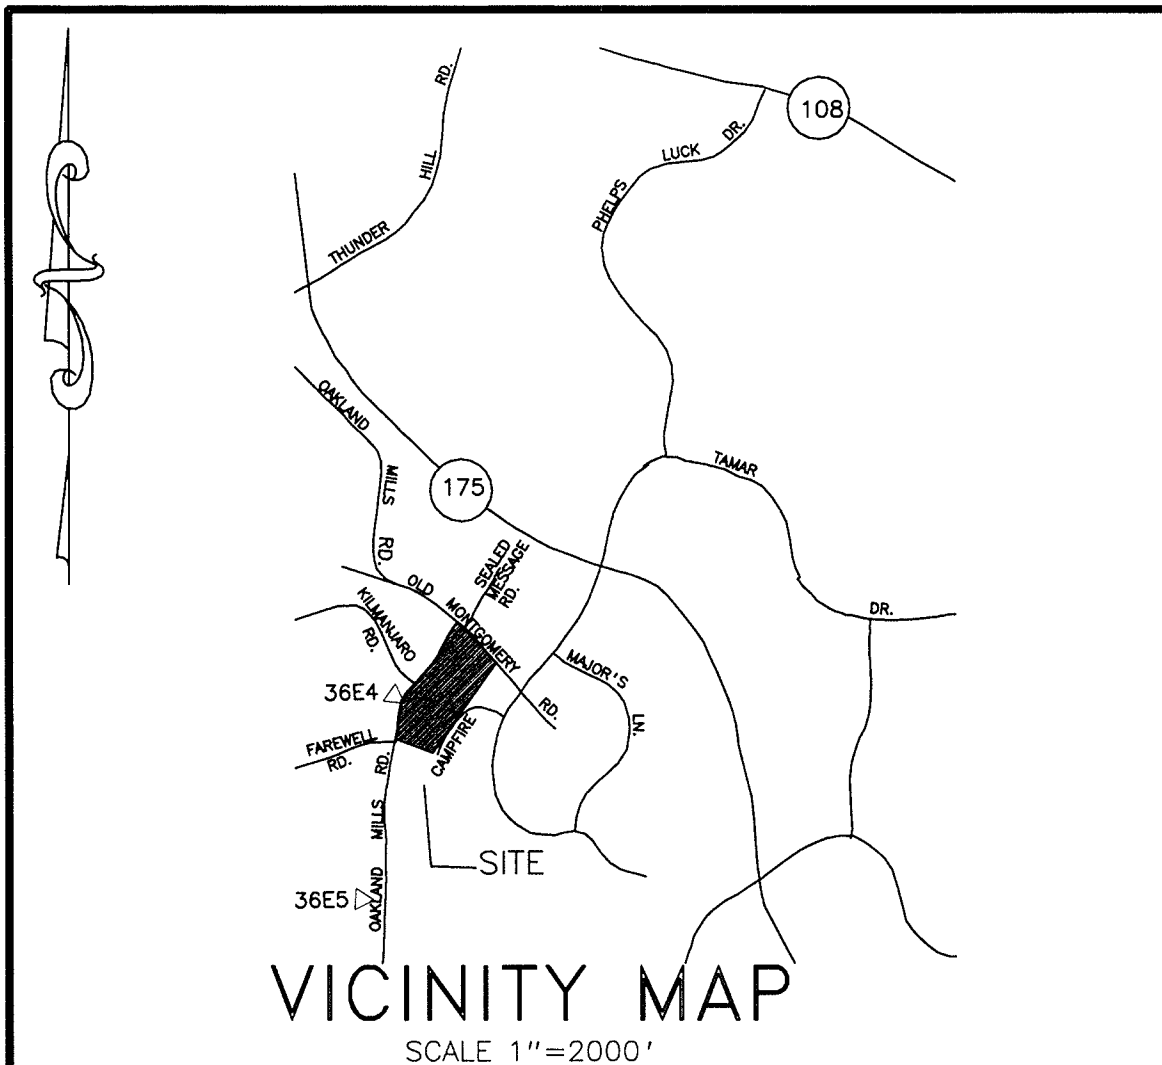 RD.
HILL
THUNDER
108
DR.
LUCK
PHELPS
OAKLAND
MILLS
RD.
175
TAMAR
DR.
SEALED
MESSAGE
RD.
OLD
MONTGOMERY
RD.
KILMANJARO
RD.
MAJOR'S
LN.
36E4
CAMPFIRE
FAREWELL
RD.
RD.
MILLS
OAKLAND
SITE
36E5
VICINITY MAP
SCALE 1"=2000'